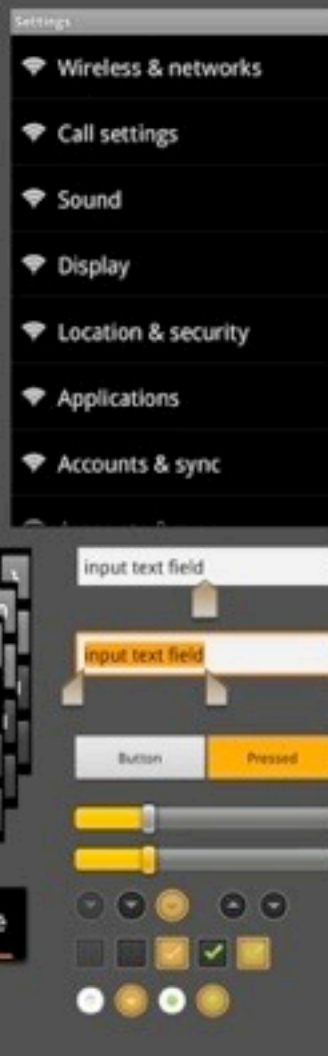 Settings
Wireless & networks
Call settings
Sound
Display
Location & security
Applications
Accounts & sync
input text field
input text field
Button
Pressed
e